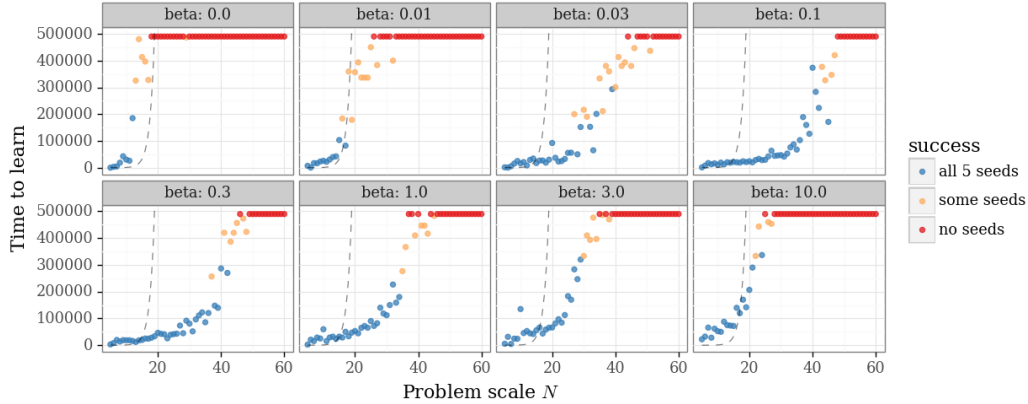 beta: 0.0 beta: 0.01 beta: 0.03 beta: 0.1
500000
400000
300000
200000
100000
0
beta: 0.3 beta: 1.0 beta: 3.0 beta: 10.0
500000
400000
300000
200000
100000
0
20 40 60 20 40 60 20 40 60 20 40 60
Time to learn
Problem scale N
success
all 5 seeds
some seeds
no seeds